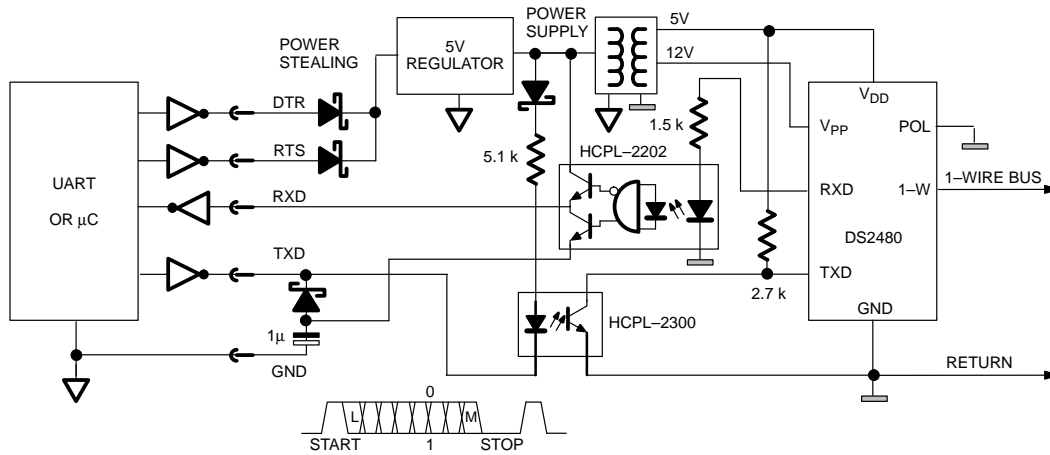 POWER
SUPPLY
5V
POWER
STEALING
5V
REGULATOR
12V
DTR
1.5 k
VDD
VPP
POL
RTS
5.1 k
HCPL–2202
UART
OR μC
RXD
RXD
1–W
1–WIRE BUS
DS2480
TXD
TXD
2.7 k
1μ
HCPL–2300
GND
GND
RETURN
0
L
M
START
1
STOP